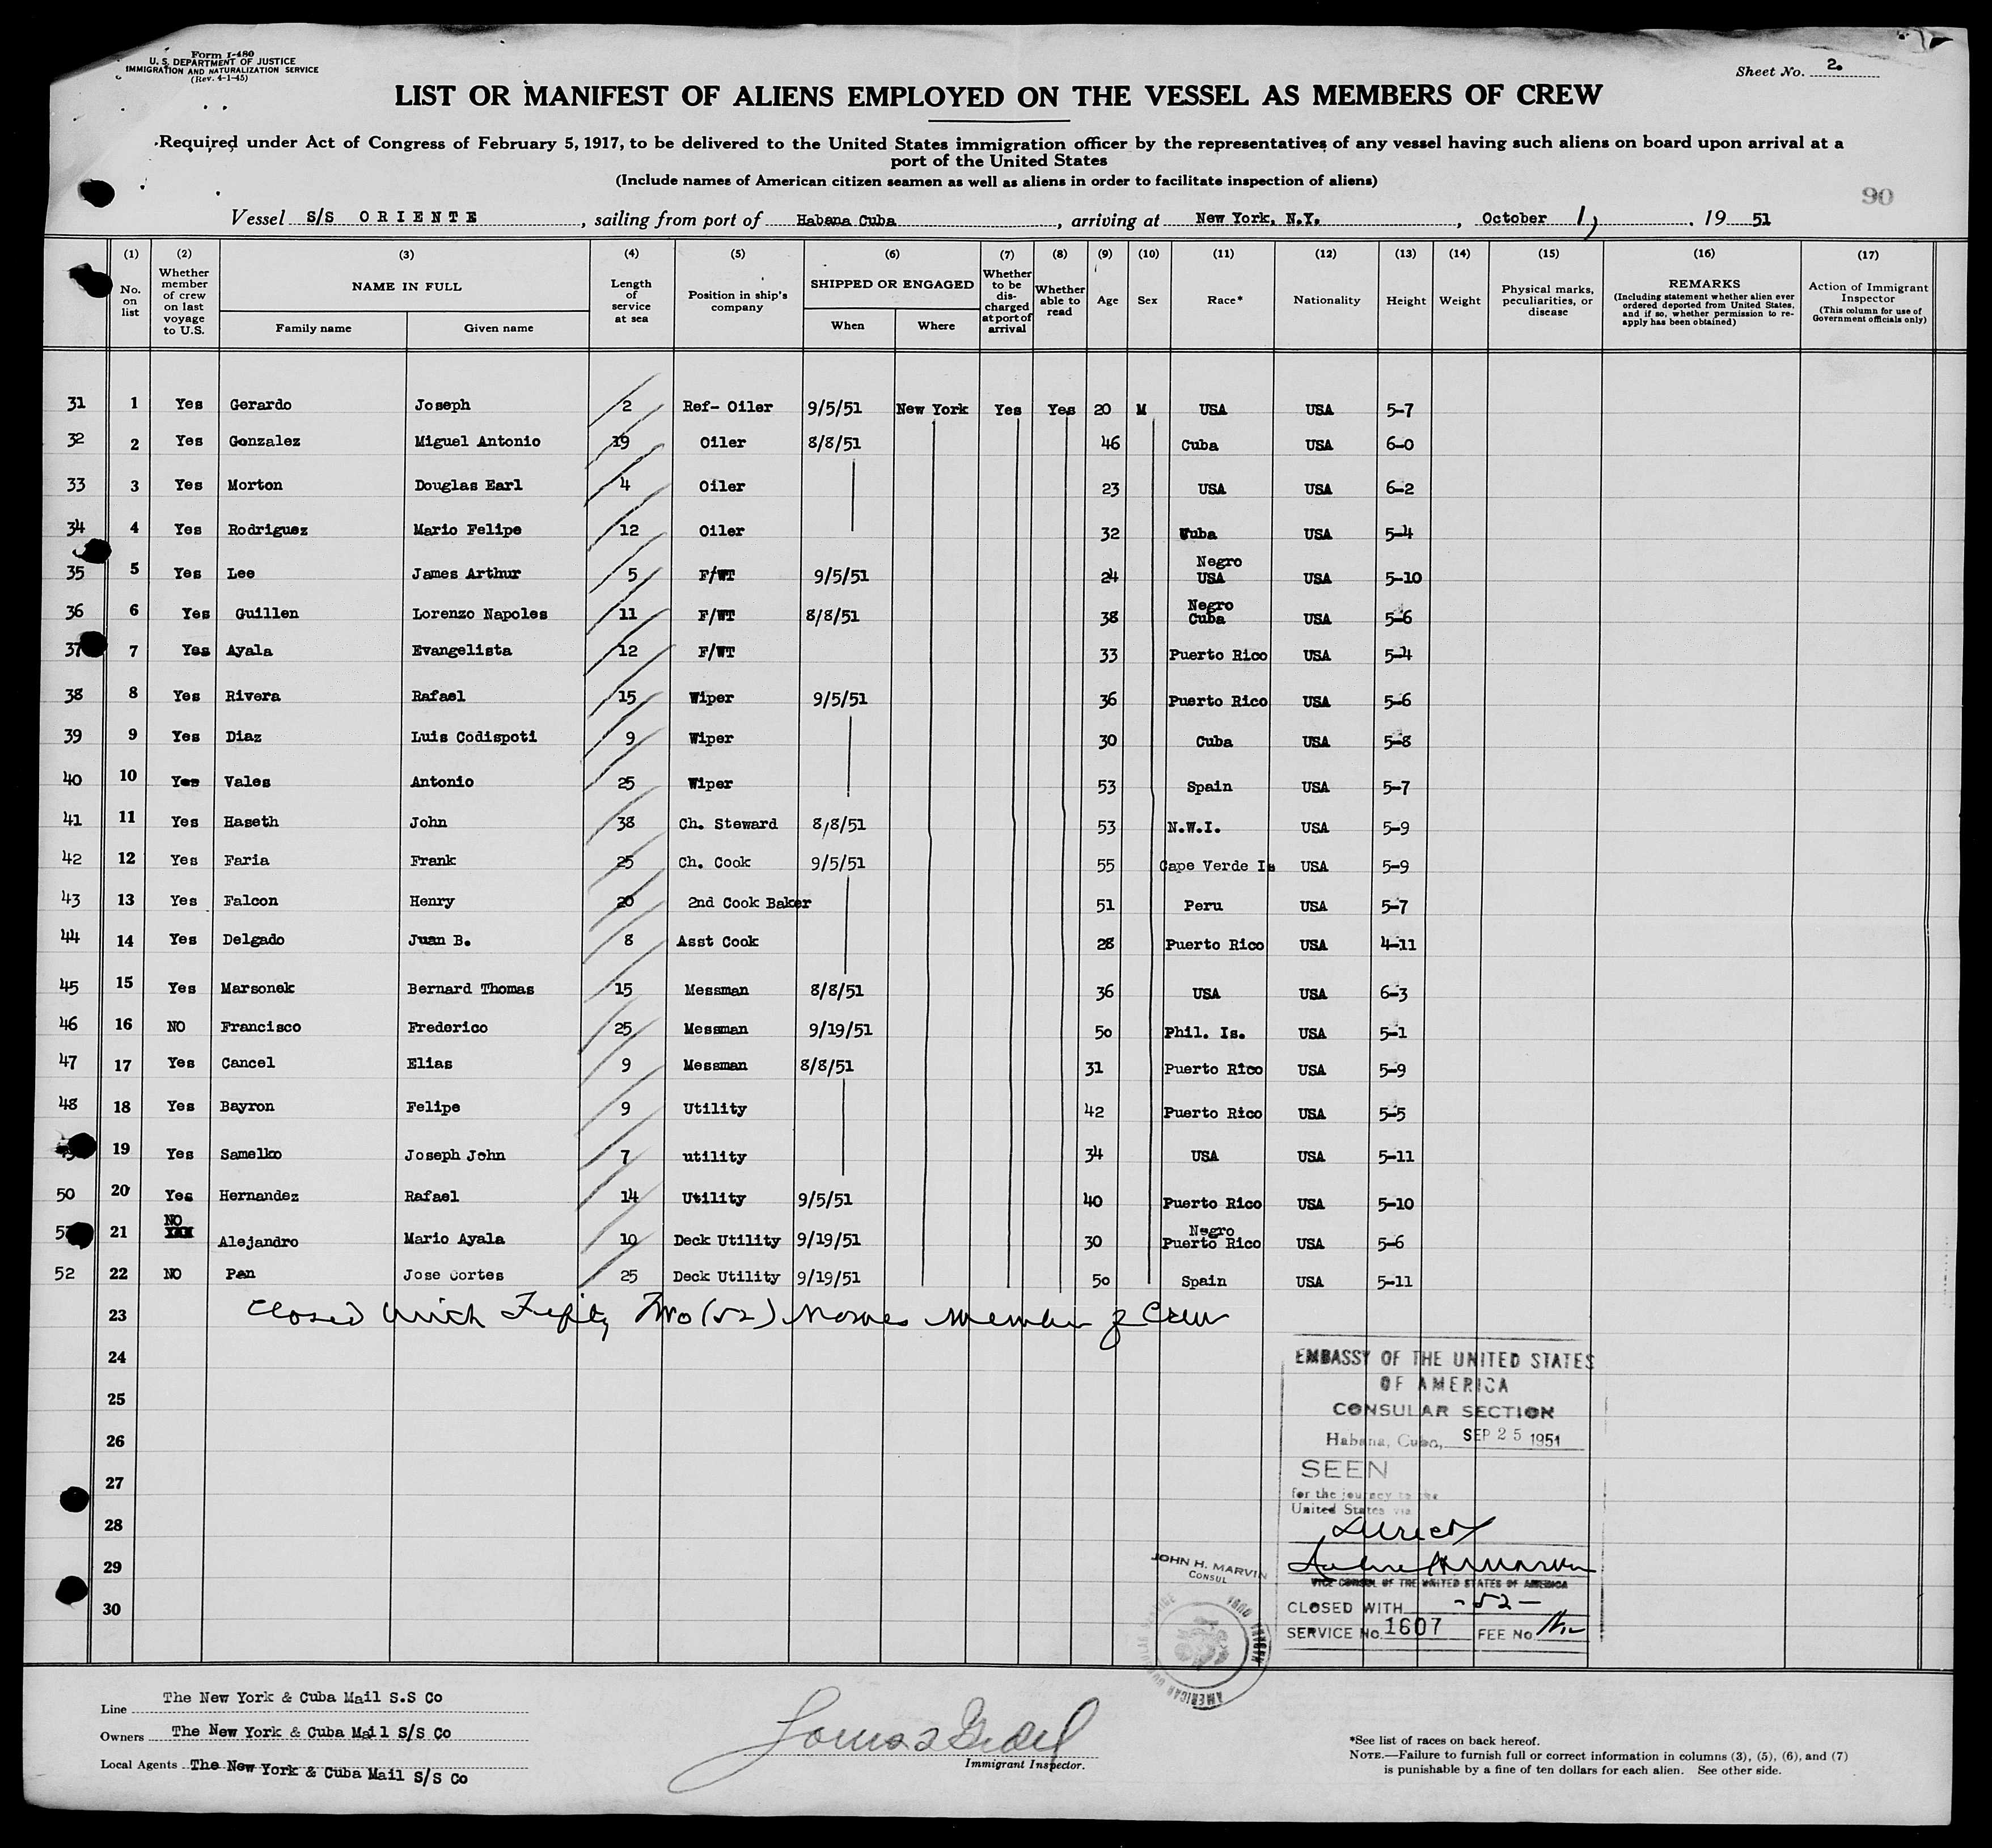 Form I-480
U. S. DEPARTMENT OF JUSTICE
IMMIGRATION AND NATURALIZATION SERVICE
(Rev. 4-1-45)
Sheet No. 2.
LIST OR MANIFEST OF ALIENS EMPLOYED ON THE VESSEL AS MEMBERS OF CREW
Required under Act of Congress of February 5, 1917, to be delivered to the United States immigration officer by the representatives of any vessel having such aliens on board upon arrival at a
port of the United States
(Include names of American citizen seamen as well as aliens in order to facilitate inspection of aliens)
90
Vessel S/S ORIENTE, sailing from port of Habana Cuba, arriving at New York, N.Y., October 1, 1951
(1) (2) (3) (4) (5) (6) (7) (8) (9) (10) (11) (12) (13) (14) (15) (16) (17)
No. on list
Whether member of crew on last voyage to U.S.
NAME IN FULL
Family name Given name
Length of service at sea
Position in ship's company
SHIPPED OR ENGAGED
When Where
Whether to be discharged at port of arrival
Whether able to read
Age
Sex
Race*
Nationality
Height
Weight
Physical marks, peculiarities, or disease
REMARKS
(Including statement whether alien ever ordered deported from United States, and if so, whether permission to reapply has been obtained)
Action of Immigrant Inspector
(This column for use of Government officials only)
31 1 Yes Gerardo Joseph 2 Ref- Oiler 9/5/51 New York Yes Yes 20 M USA USA 5-7
32 2 Yes Gonzalez Miguel Antonio 19 Oiler 8/8/51 46 Cuba USA 6-0
33 3 Yes Morton Douglas Earl 4 Oiler 23 USA USA 6-2
34 4 Yes Rodriguez Mario Felipe 12 Oiler 32 Cuba USA 5-4
35 5 Yes Lee James Arthur 5 F/WT 9/5/51 24 Negro USA USA 5-10
36 6 Yes Guillen Lorenzo Napoles 11 F/WT 8/8/51 38 Negro Cuba USA 5-6
37 7 Yes Ayala Evangelista 12 F/WT 33 Puerto Rico USA 5-4
38 8 Yes Rivera Rafael 15 Wiper 9/5/51 36 Puerto Rico USA 5-6
39 9 Yes Diaz Luis Codispoti 9 Wiper 30 Cuba USA 5-8
40 10 Yes Vales Antonio 25 Wiper 53 Spain USA 5-7
41 11 Yes Haseth John 38 Ch. Steward 8/8/51 53 N.W.I. USA 5-9
42 12 Yes Faria Frank 25 Ch. Cook 9/5/51 55 Cape Verde Is USA 5-9
43 13 Yes Falcon Henry 20 2nd Cook Baker 51 Peru USA 5-7
44 14 Yes Delgado Juan B. 8 Asst Cook 28 Puerto Rico USA 4-11
45 15 Yes Marsonek Bernard Thomas 15 Messman 8/8/51 36 USA USA 6-3
46 16 NO Francisco Frederico 25 Messman 9/19/51 50 Phil. Is. USA 5-1
47 17 Yes Cancel Elias 9 Messman 8/8/51 31 Puerto Rico USA 5-9
48 18 Yes Bayron Felipe 9 Utility 42 Puerto Rico USA 5-5
19 Yes Samelko Joseph John 7 utility 34 USA USA 5-11
50 20 Yes Hernandez Rafael 14 Utility 9/5/51 40 Puerto Rico USA 5-10
21 NO Alejandro Mario Ayala 10 Deck Utility 9/19/51 30 Negro Puerto Rico USA 5-6
52 22 NO Pan Jose Cortes 25 Deck Utility 9/19/51 50 Spain USA 5-11
23 Closed with Fifty Two (52) Names Member of Crew
24
25
26
27
28
29
30
EMBASSY OF THE UNITED STATES
OF AMERICA
CONSULAR SECTION
Habana, Cuba, SEP 25 1951
SEEN
for the journey to the
United States via
Direct
John H Marvin
VICE CONSUL OF THE UNITED STATES OF AMERICA
CLOSED WITH -52-
SERVICE No. 1607 FEE No.
JOHN H. MARVIN
CONSUL
Line The New York & Cuba Mail S.S Co
Owners The New York & Cuba Mail S/S Co
Local Agents The New York & Cuba Mail S/S Co
Immigrant Inspector.
*See list of races on back hereof.
NOTE.—Failure to furnish full or correct information in columns (3), (5), (6), and (7)
is punishable by a fine of ten dollars for each alien. See other side.